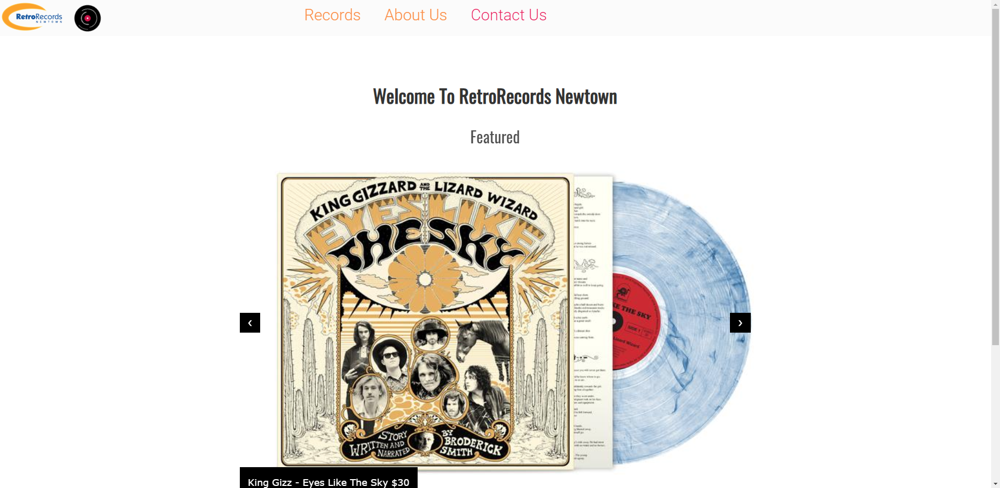 RetroRecords
NEWTOWN
Records
About Us
Contact Us
Welcome To RetroRecords Newtown
Featured
KING GIZZARD AND THE LIZARD WIZARD
EYES LIKE
THE SKY
STORY
WRITTEN AND
NARRATED
BY
BRODERICK
SMITH
KE THE SKY
SIDE 1
Lizard Wizard
‹
›
King Gizz - Eyes Like The Sky $30